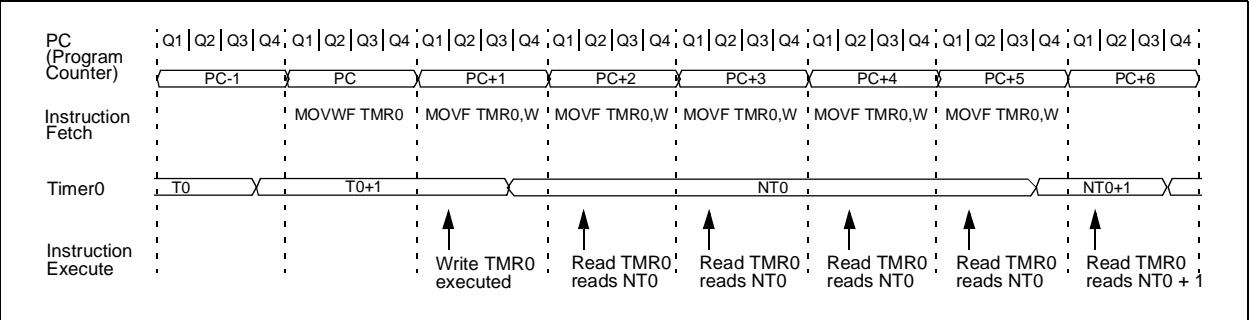 PC
(Program
Counter)
Q1 Q2 Q3 Q4 Q1 Q2 Q3 Q4 Q1 Q2 Q3 Q4 Q1 Q2 Q3 Q4 Q1 Q2 Q3 Q4 Q1 Q2 Q3 Q4 Q1 Q2 Q3 Q4 Q1 Q2 Q3 Q4
PC-1 PC PC+1 PC+2 PC+3 PC+4 PC+5 PC+6
Instruction
Fetch
MOVWF TMR0 MOVF TMR0,W MOVF TMR0,W MOVF TMR0,W MOVF TMR0,W MOVF TMR0,W
Timer0
T0 T0+1 NT0 NT0+1
Instruction
Execute
Write TMR0
executed
Read TMR0
reads NT0
Read TMR0
reads NT0
Read TMR0
reads NT0
Read TMR0
reads NT0
Read TMR0
reads NT0 + 1